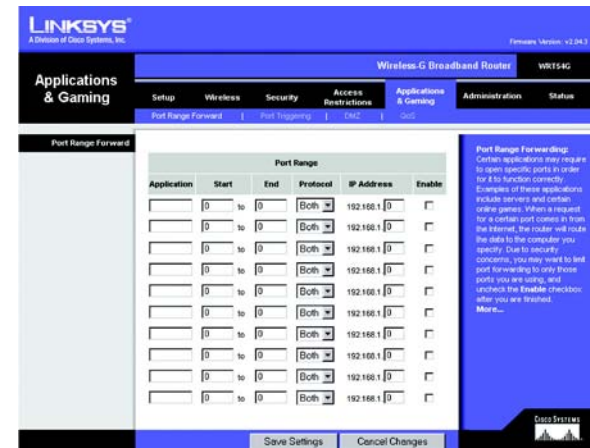 LINKSYS®
A Division of Cisco Systems, Inc.
Firmware Version: v2.04.3
Wireless-G Broadband Router WRT54G
Applications & Gaming
Setup Wireless Security Access Restrictions Applications & Gaming Administration Status
Port Range Forward | Port Triggering | DMZ | QoS
Port Range Forward
Port Range
Application Start End Protocol IP Address Enable
0 to 0 Both 192.168.1.0
0 to 0 Both 192.168.1.0
0 to 0 Both 192.168.1.0
0 to 0 Both 192.168.1.0
0 to 0 Both 192.168.1.0
0 to 0 Both 192.168.1.0
0 to 0 Both 192.168.1.0
0 to 0 Both 192.168.1.0
0 to 0 Both 192.168.1.0
0 to 0 Both 192.168.1.0
Port Range Forwarding:
Certain applications may require
to open specific ports in order
for it to function correctly.
Examples of these applications
include servers and certain
online games. When a request
for a certain port comes in from
the Internet, the router will route
the data to the computer you
specify. Due to security
concerns, you may want to limit
port forwarding to only those
ports you are using, and
uncheck the Enable checkbox
after you are finished.
More...
Save Settings Cancel Changes
CISCO SYSTEMS